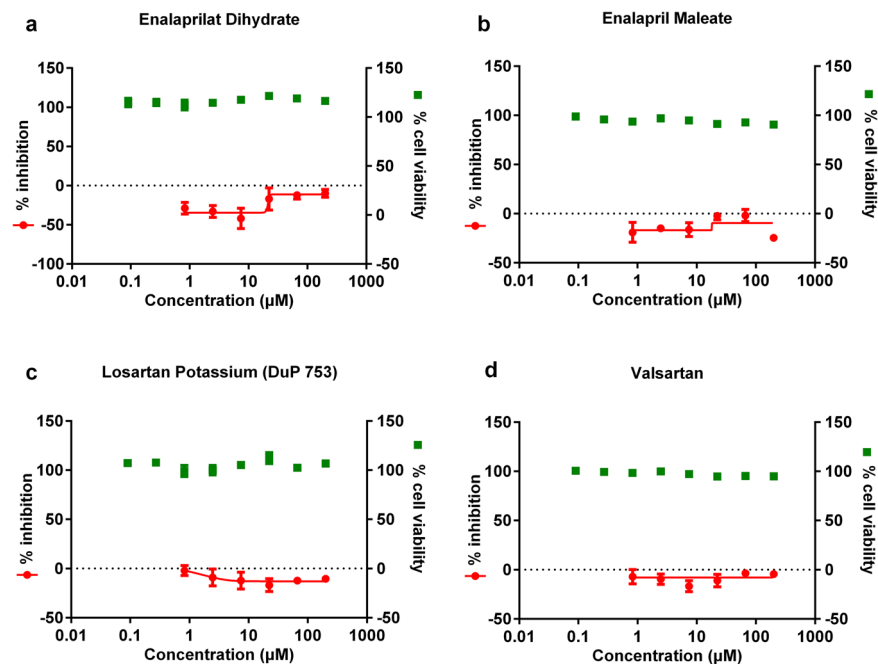 a
Enalaprilat Dihydrate
150
100
50
0
-50
-100
% inhibition
150
100
50
0
-50
% cell viability
0.01 0.1 1 10 100 1000
Concentration (µM)
b
Enalapril Maleate
150
100
50
0
-50
% inhibition
150
100
50
0
-50
% cell viability
0.01 0.1 1 10 100 1000
Concentration (µM)
c
Losartan Potassium (DuP 753)
150
100
50
0
-50
% inhibition
150
100
50
0
-50
% cell viability
0.01 0.1 1 10 100 1000
Concentration (µM)
d
Valsartan
150
100
50
0
-50
% inhibition
150
100
50
0
-50
% cell viability
0.01 0.1 1 10 100 1000
Concentration (µM)